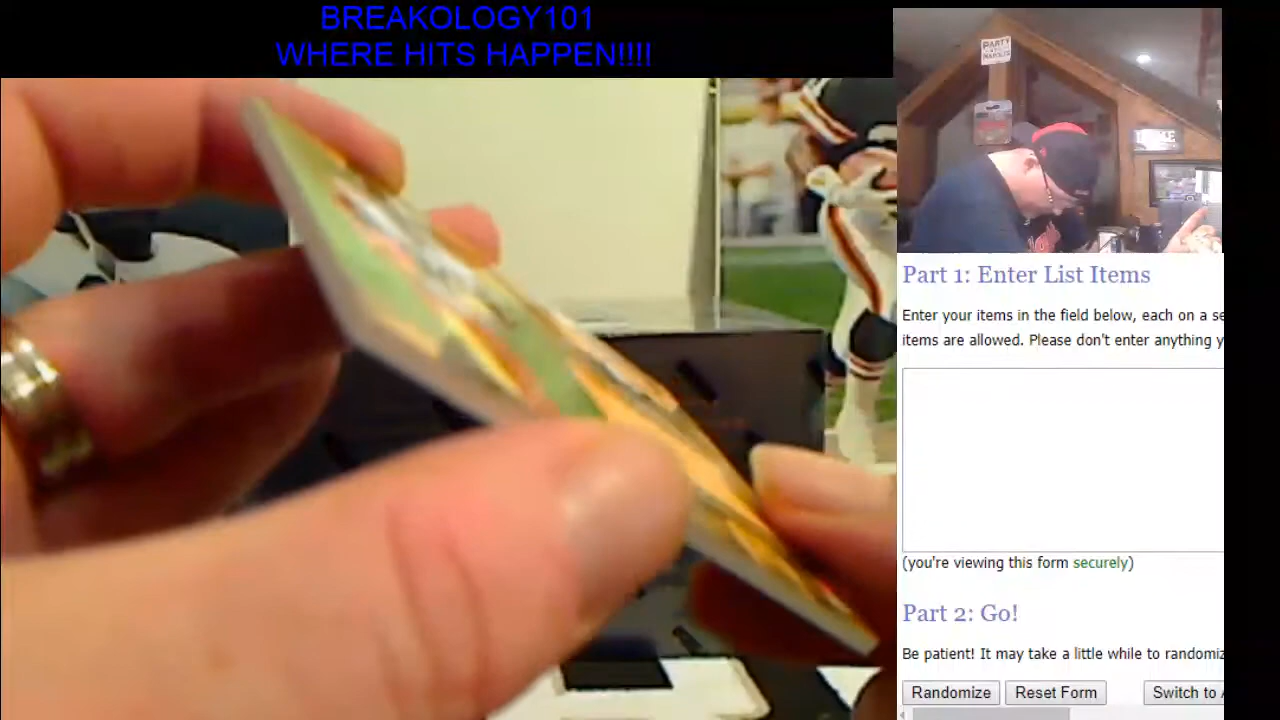 BREAKOLOGY101
WHERE HITS HAPPEN!!!!
PARTY
Part 1: Enter List Items
Enter your items in the field below, each on a se
items are allowed. Please don't enter anything y
(you're viewing this form securely)
Part 2: Go!
Be patient! It may take a little while to randomiz
Randomize
Reset Form
Switch to A